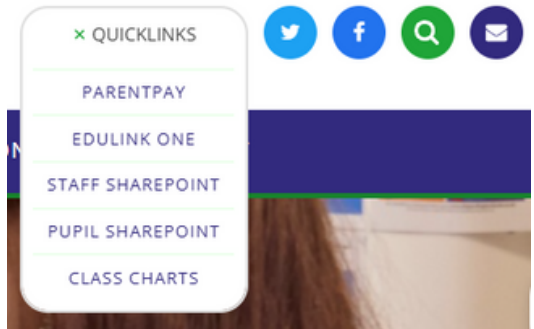 × QUICKLINKS
PARENTPAY
EDULINK ONE
STAFF SHAREPOINT
PUPIL SHAREPOINT
CLASS CHARTS